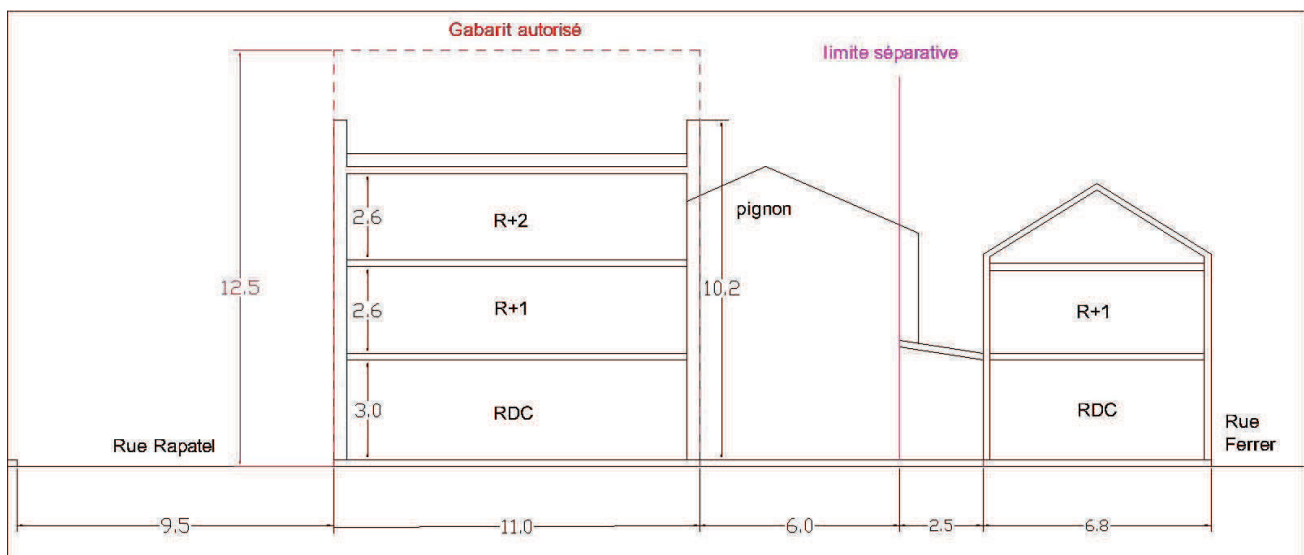 Gabarit autorisé
limite séparative
2.6
R+2
pignon
12.5
10.2
2.6
R+1
R+1
3.0
RDC
RDC
Rue Rapatel
Rue
Ferrer
9.5
11.0
6.0
2.5
6.8